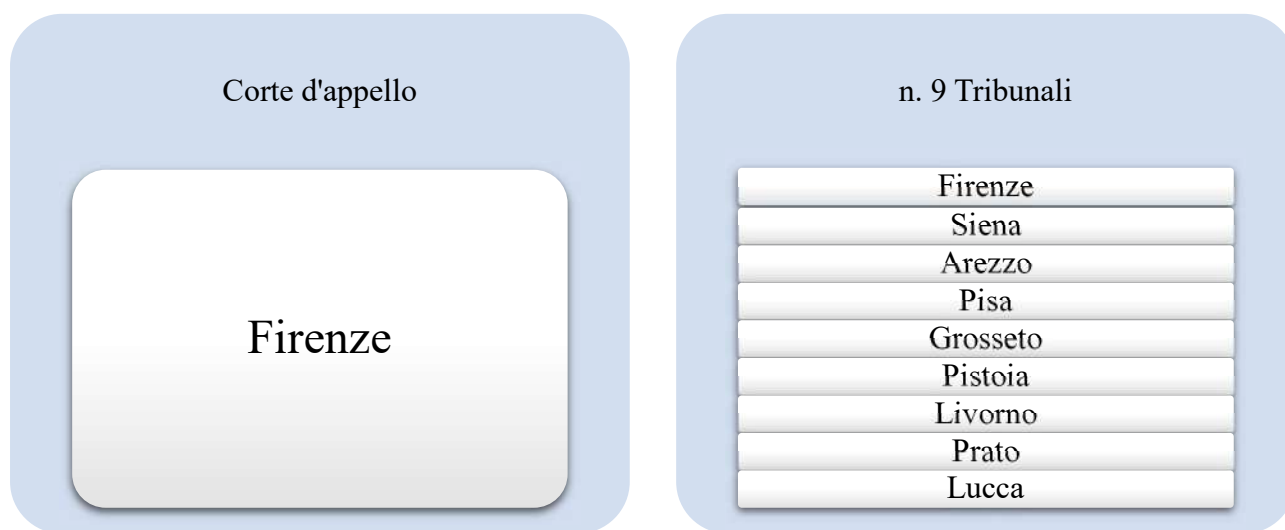 Corte d'appello
Firenze
n. 9 Tribunali
Firenze
Siena
Arezzo
Pisa
Grosseto
Pistoia
Livorno
Prato
Lucca